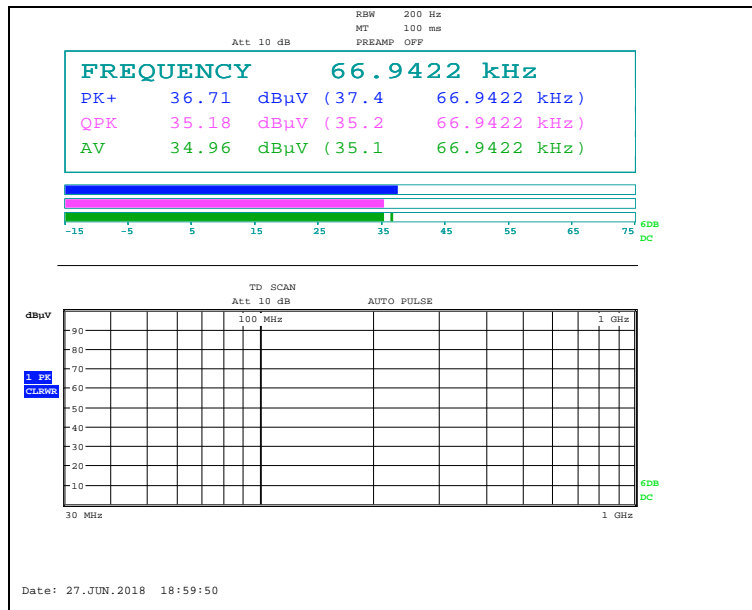 RBW 200 Hz
MT 100 ms
Att 10 dB PREAMP OFF
FREQUENCY 66.9422 kHz
PK+ 36.71 dBµV (37.4 66.9422 kHz)
QPK 35.18 dBµV (35.2 66.9422 kHz)
AV 34.96 dBµV (35.1 66.9422 kHz)
-15 -5 5 15 25 35 45 55 65 75
6DB
DC
TD SCAN
Att 10 dB AUTO PULSE
dBµV
100 MHz 1 GHz
90
80
70
1 PK
60
CLRWR
50
40
30
20
10
6DB
DC
30 MHz 1 GHz
Date: 27.JUN.2018 18:59:50